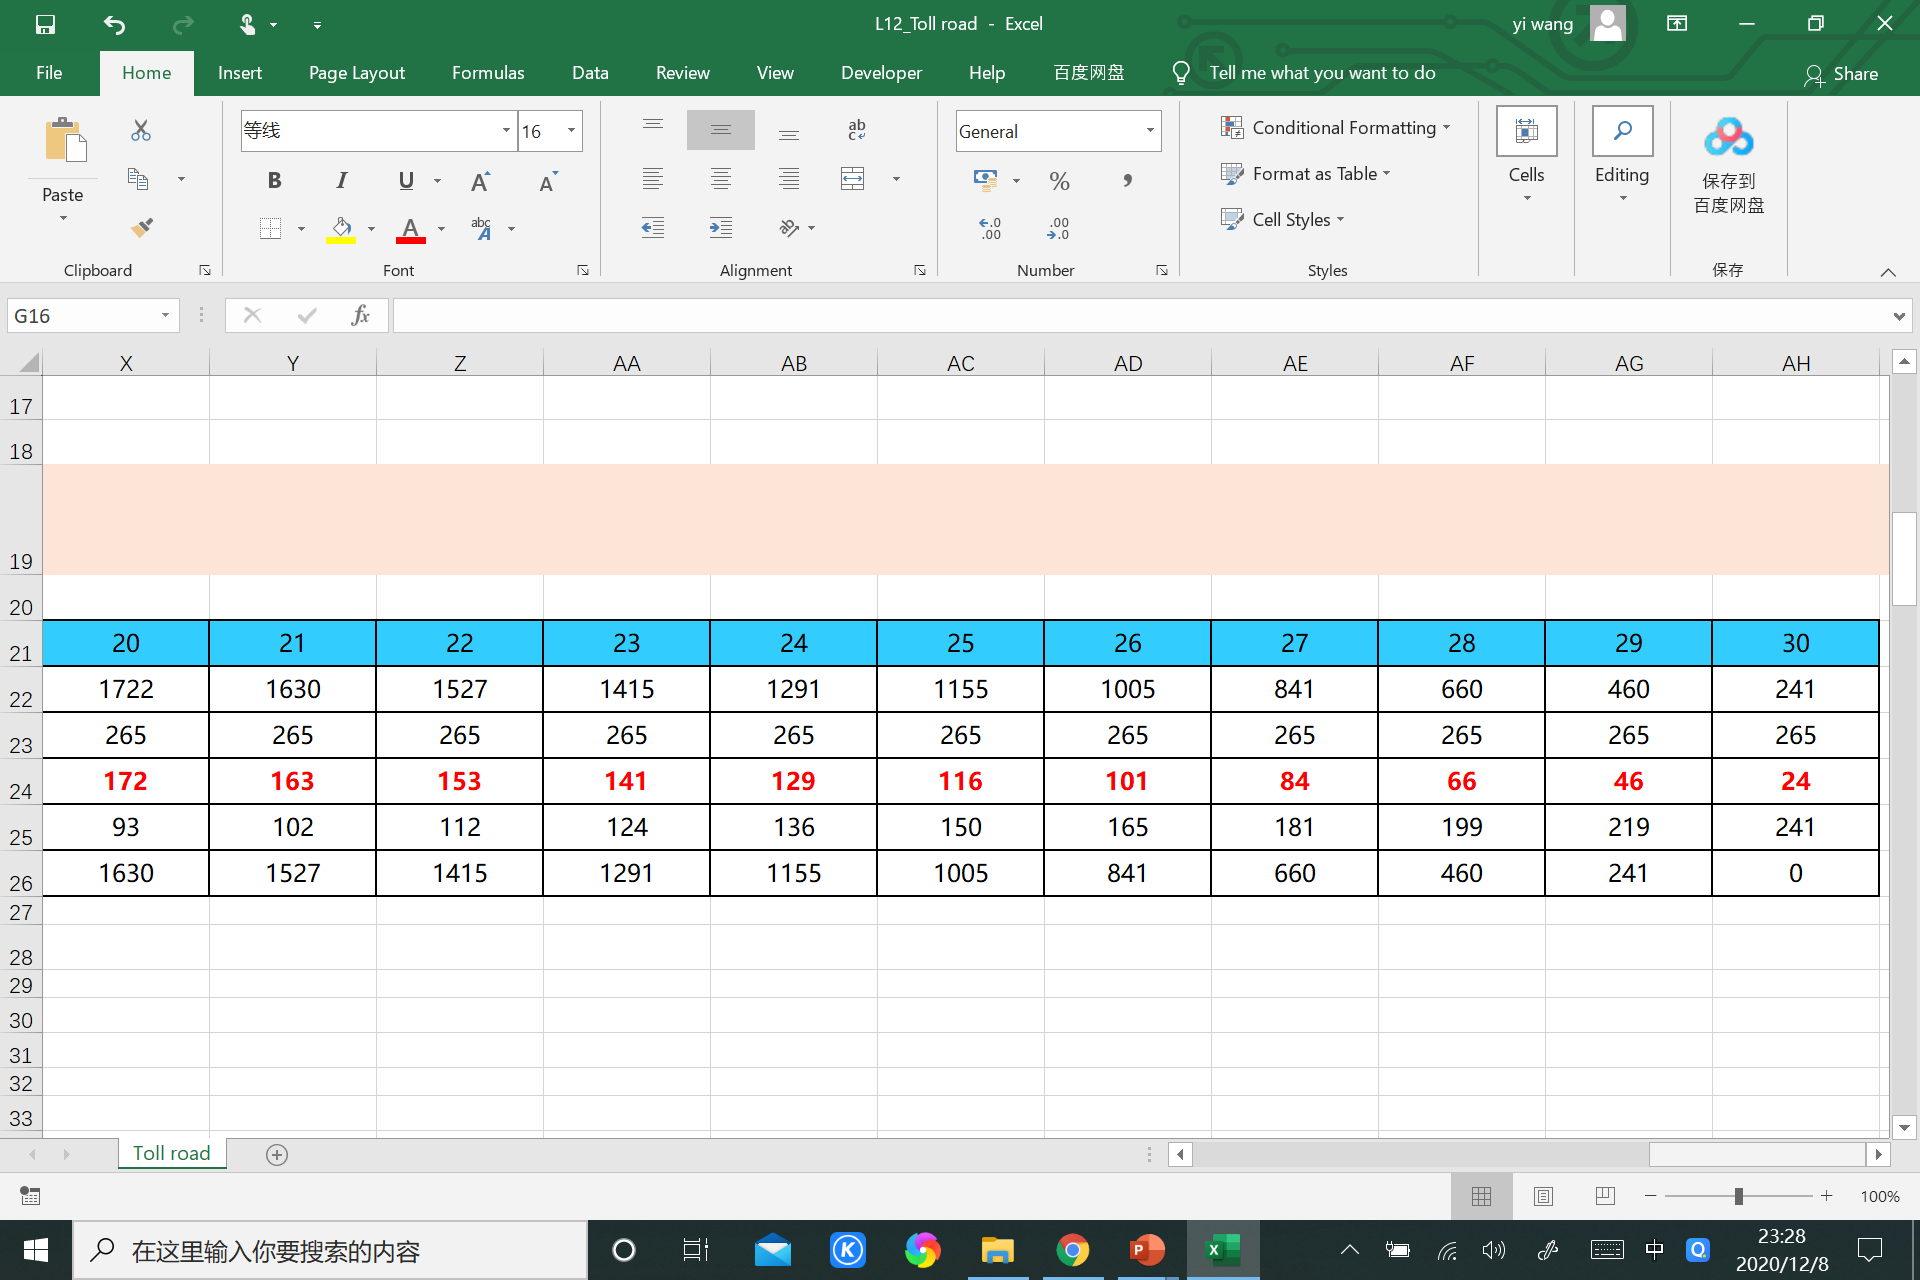 L12_Toll road - Excel
yi wang
File Home Insert Page Layout Formulas Data Review View Developer Help 百度网盘 Tell me what you want to do Share
等线 16
General
Conditional Formatting
Format as Table
Cell Styles
Paste
B I U A A
A abc A
ab c
% ,
←.0 .00
.00 →.0
Cells
Editing
保存到
百度网盘
Clipboard Font Alignment Number Styles 保存
G16 fx
X Y Z AA AB AC AD AE AF AG AH
17
18
19
20
21 20 21 22 23 24 25 26 27 28 29 30
22 1722 1630 1527 1415 1291 1155 1005 841 660 460 241
23 265 265 265 265 265 265 265 265 265 265 265
24 172 163 153 141 129 116 101 84 66 46 24
25 93 102 112 124 136 150 165 181 199 219 241
26 1630 1527 1415 1291 1155 1005 841 660 460 241 0
27
28
29
30
31
32
33
Toll road
100%
在这里输入你要搜索的内容
K
P
X
中
Q
23:28
2020/12/8